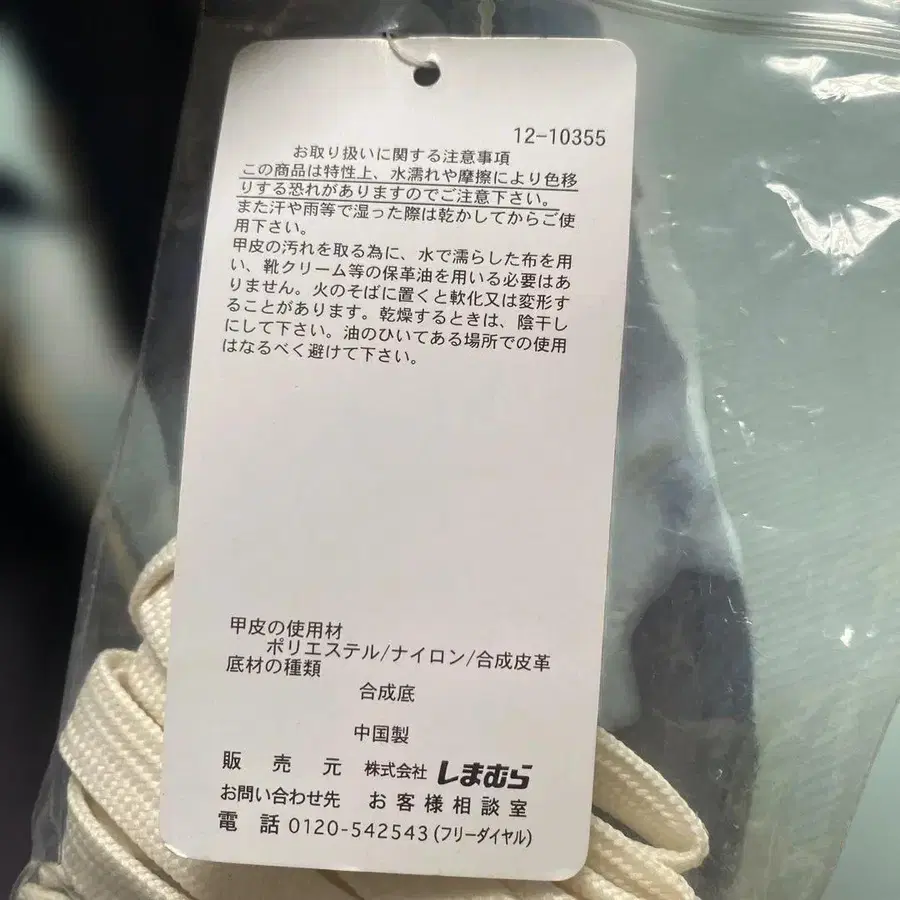 12-10355
お取り扱いに関する注意事項
この商品は特性上、水濡れや摩擦により色移
りする恐れがありますのでご注意下さい。
また汗や雨等で湿った際は乾かしてからご使
用下さい。
甲皮の汚れを取る為に、水で濡らした布を用
い、靴クリーム等の保革油を用いる必要はあ
りません。火のそばに置くと軟化又は変形す
ることがあります。乾燥するときは、陰干し
にして下さい。油のひいてある場所での使用
はなるべく避けて下さい。
甲皮の使用材
ポリエステル/ナイロン/合成皮革
底材の種類
合成底
中国製
販売元 株式会社 しまむら
お問い合わせ先 お客様相談室
電話 0120-542543(フリーダイヤル)